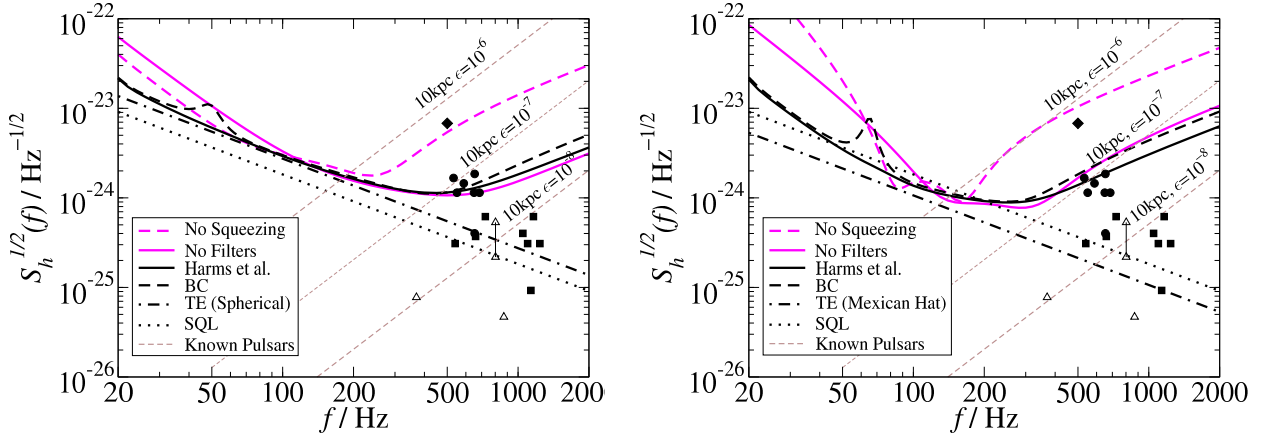 10^-22
10^-23
10^-24
10^-25
10^-26
S_h^1/2(f) / Hz^-1/2
10kpc ϵ=10^-6
10kpc ϵ=10^-7
10kpc ϵ=10^-8
No Squeezing
No Filters
Harms et al.
BC
TE (Spherical)
SQL
Known Pulsars
20 50 100 200 500 1000 2000
f / Hz
10^-22
10^-23
10^-24
10^-25
10^-26
S_h^1/2(f) / Hz^-1/2
10kpc, ϵ=10^-6
10kpc, ϵ=10^-7
10kpc, ϵ=10^-8
No Squeezing
No Filters
Harms et al.
BC
TE (Mexican Hat)
SQL
Known Pulsars
20 50 100 200 500 1000 2000
f / Hz